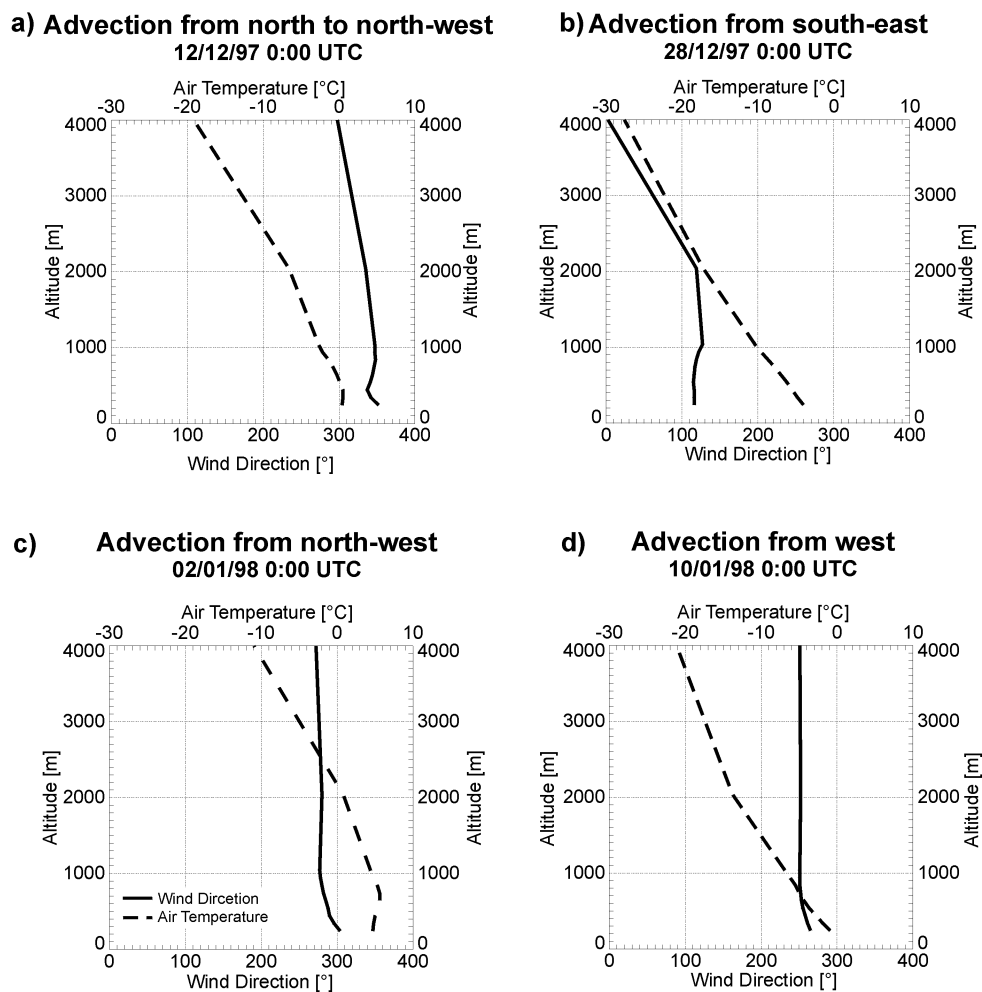 a) Advection from north to north-west
12/12/97 0:00 UTC
Air Temperature [°C]
-30 -20 -10 0 10
4000 4000
3000 3000
2000 2000
1000 1000
0 0
Altitude [m]
Altitude [m]
0 100 200 300 400
Wind Direction [°]
b) Advection from south-east
28/12/97 0:00 UTC
Air Temperature [°C]
-30 -20 -10 0 10
4000 4000
3000 3000
2000 2000
1000 1000
0 0
Altitude [m]
Altitude [m]
0 100 200 300 400
Wind Direction [°]
c) Advection from north-west
02/01/98 0:00 UTC
Air Temperature [°C]
-30 -20 -10 0 10
4000 4000
3000 3000
2000 2000
1000 1000
0 0
Altitude [m]
Altitude [m]
Wind Dircetion
Air Temperature
0 100 200 300 400
Wind Direction [°]
d) Advection from west
10/01/98 0:00 UTC
Air Temperature [°C]
-30 -20 -10 0 10
4000 4000
3000 3000
2000 2000
1000 1000
0 0
Altitude [m]
Altitude [m]
0 100 200 300 400
Wind Direction [°]